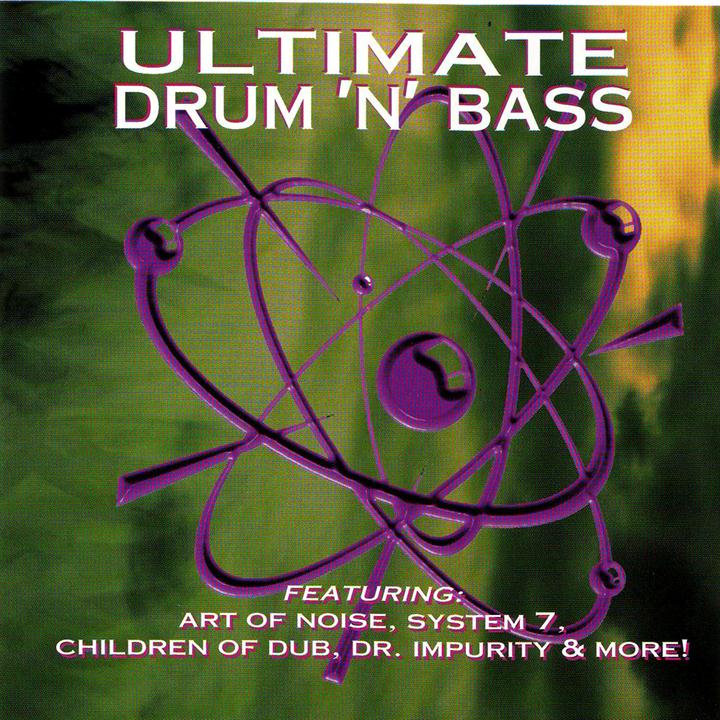 ULTIMATE
DRUM 'N' BASS
FEATURING:
ART OF NOISE, SYSTEM 7,
CHILDREN OF DUB, DR. IMPURITY & MORE!